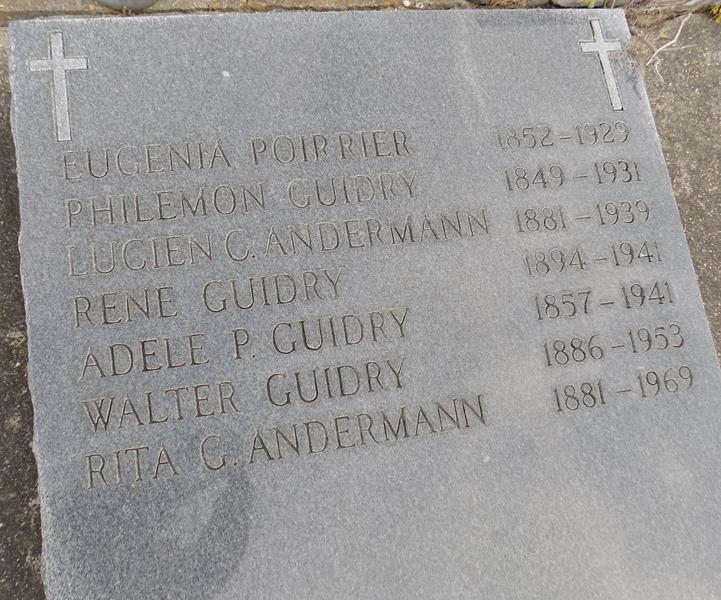 EUGENIA POIRRIER 1852-1929
PHILEMON GUIDRY 1849-1931
LUCIEN C. ANDERMANN 1881-1939
RENE GUIDRY 1894-1941
ADELE P. GUIDRY 1857-1941
WALTER GUIDRY 1886-1953
RITA G. ANDERMANN 1881-1969